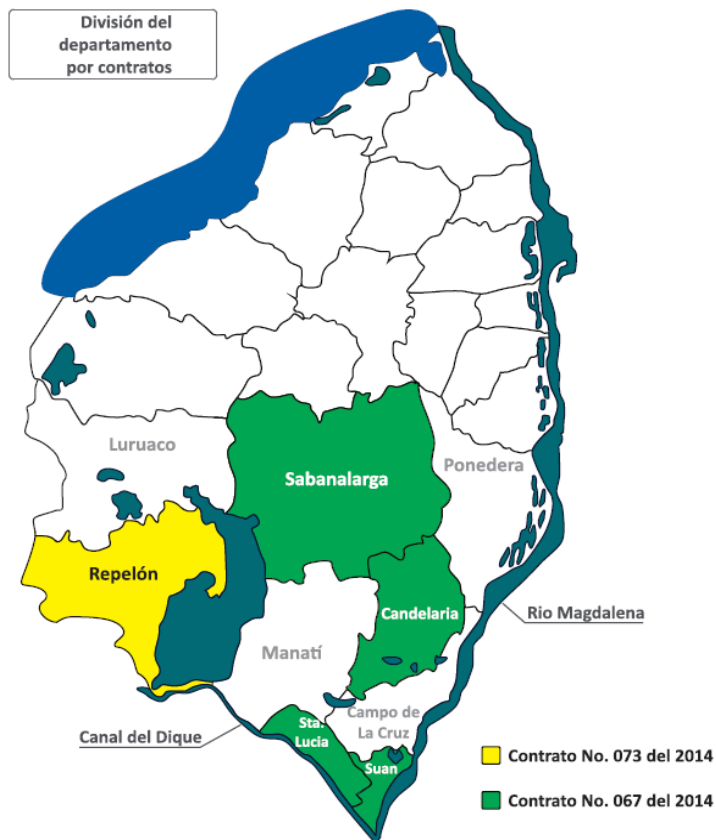 División del
departamento
por contratos
Luruaco
Ponedera
Sabanalarga
Repelón
Candelaria
Rio Magdalena
Manatí
Campo de
La Cruz
Sta.
Lucia
Canal del Dique
Suan
Contrato No. 073 del 2014
Contrato No. 067 del 2014